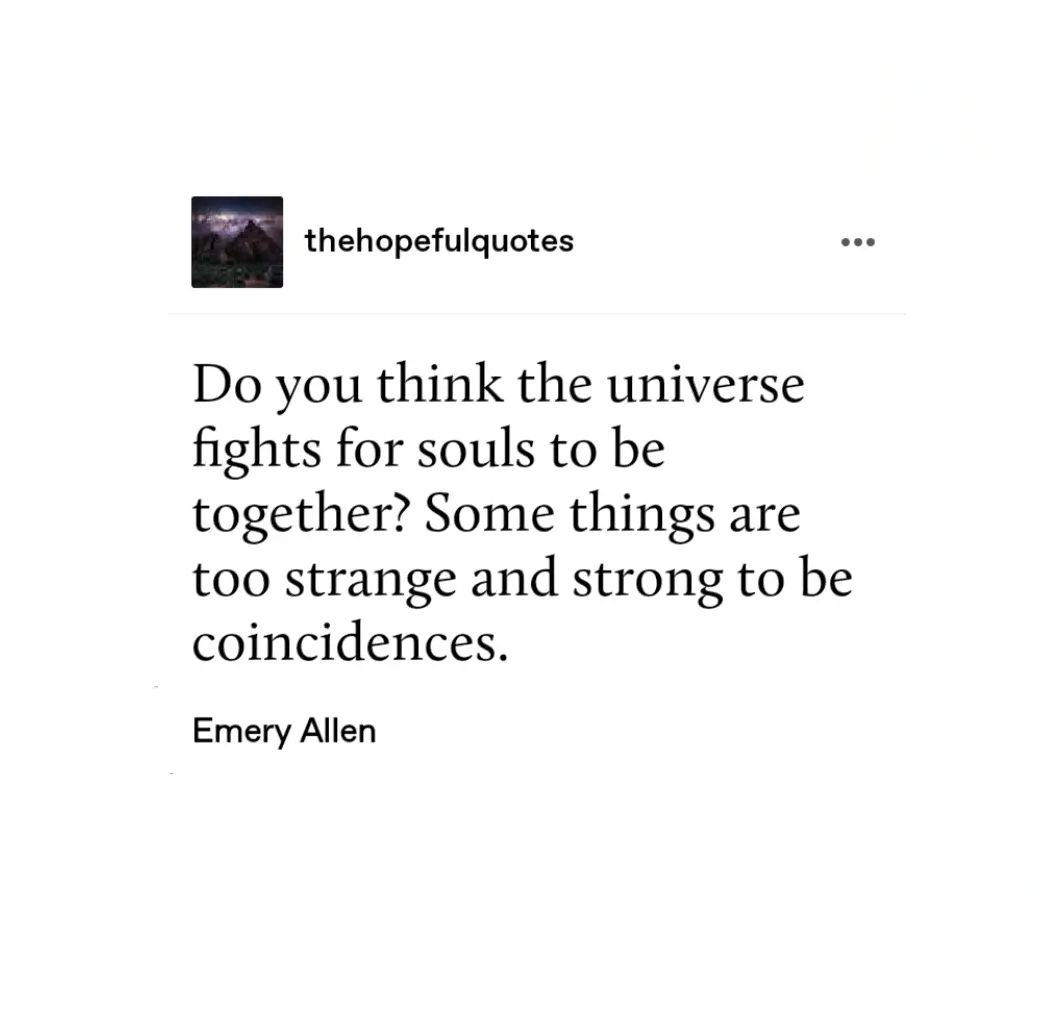 thehopefulquotes
Do you think the universe
fights for souls to be
together? Some things are
too strange and strong to be
coincidences.
Emery Allen